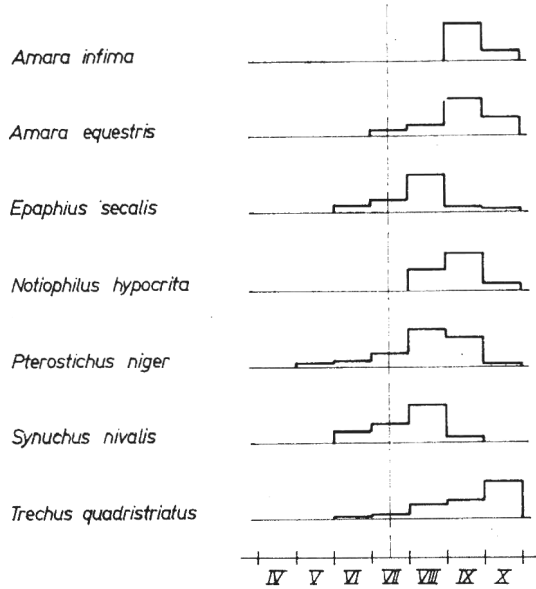 Amara infima
Amara equestris
Epaphius secalis
Notiophilus hypocrita
Pterostichus niger
Synuchus nivalis
Trechus quadristriatus
IV V VI VII VIII IX X